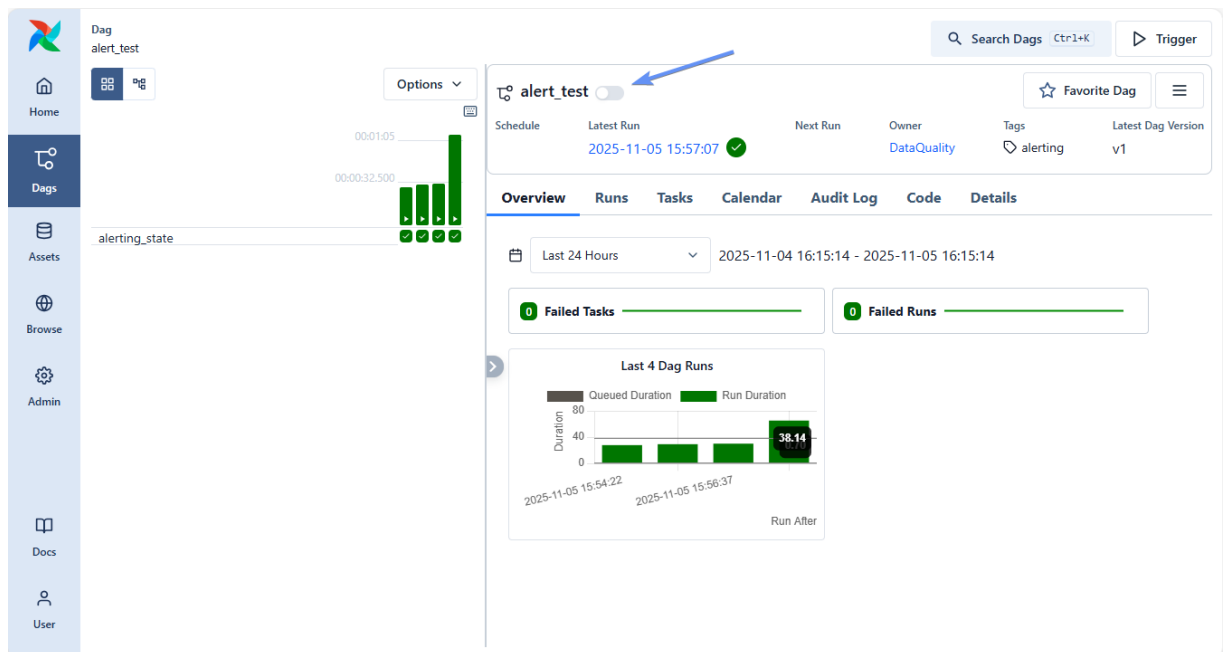 Dag
alert_test
Search Dags Ctrl+K
Trigger
Home
Dags
Assets
Browse
Admin
Docs
User
Options
00:01:05
00:00:32.500
alerting_state
alert_test
Favorite Dag
Schedule Latest Run Next Run Owner Tags Latest Dag Version
2025-11-05 15:57:07 DataQuality alerting v1
Overview Runs Tasks Calendar Audit Log Code Details
Last 24 Hours 2025-11-04 16:15:14 - 2025-11-05 16:15:14
0 Failed Tasks
0 Failed Runs
Last 4 Dag Runs
Queued Duration Run Duration
Duration
80
40
0
38.14
2025-11-05 15:54:22
2025-11-05 15:56:37
Run After